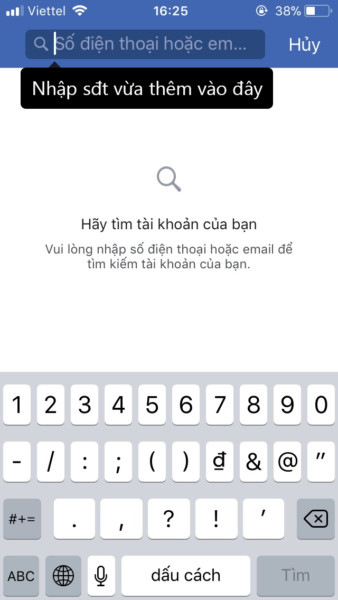 Viettel 16:25 38%
Số điện thoại hoặc em... Hủy
Nhập sđt vừa thêm vào đây
Hãy tìm tài khoản của bạn
Vui lòng nhập số điện thoại hoặc email để
tìm kiếm tài khoản của bạn.
1 2 3 4 5 6 7 8 9 0
- / : ; ( ) ₫ & @ "
#+= . , ? ! '
ABC dấu cách Tìm